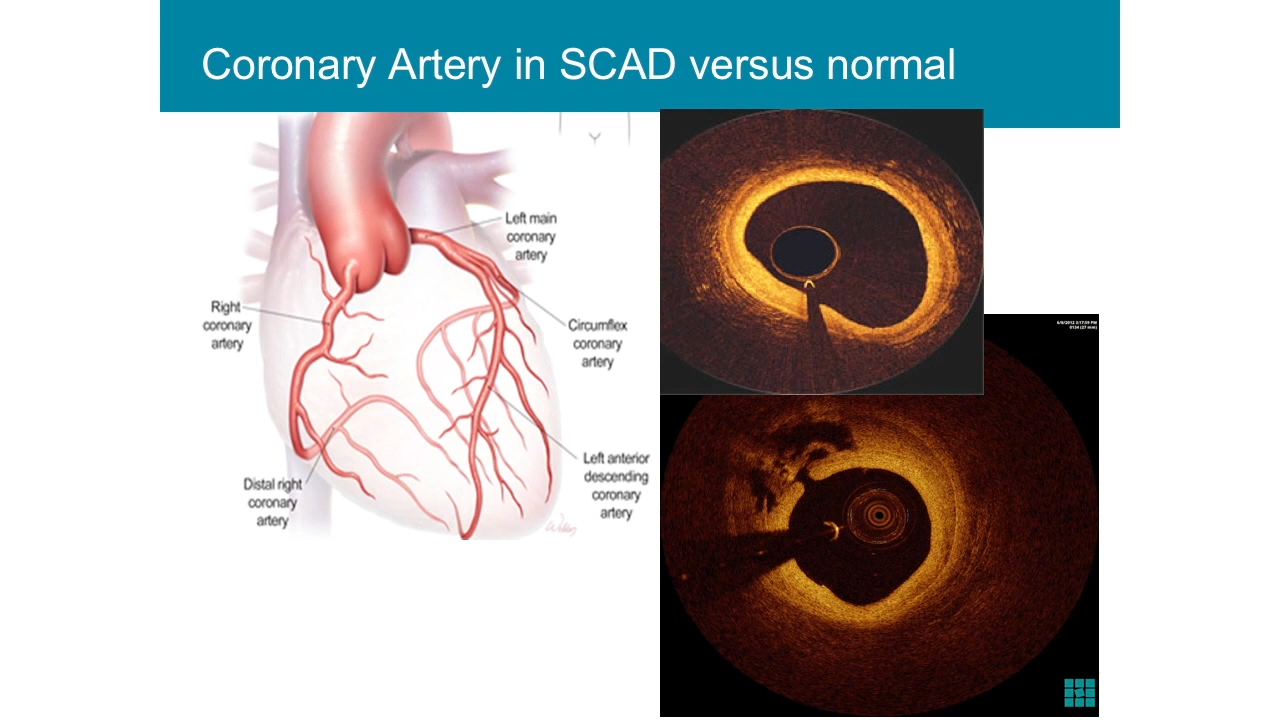 Coronary Artery in SCAD versus normal
Left main
coronary
artery
Right
coronary
artery
Circumflex
coronary
artery
Left anterior
descending
coronary
artery
Distal right
coronary
artery